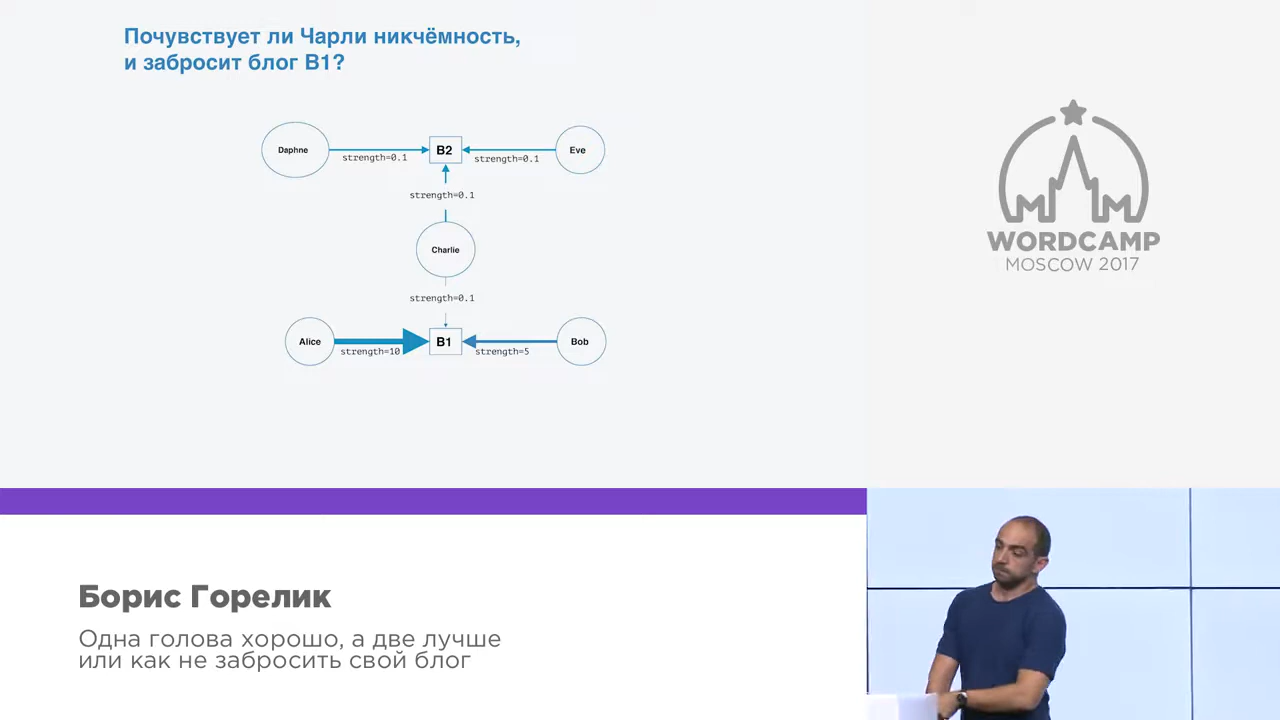 Почувствует ли Чарли никчёмность,
и забросит блог B1?
Daphne
strength=0.1
B2
strength=0.1
Eve
strength=0.1
Charlie
strength=0.1
Alice
strength=10
B1
strength=5
Bob
WORDCAMP
MOSCOW 2017
Борис Горелик
Одна голова хорошо, а две лучше
или как не забросить свой блог